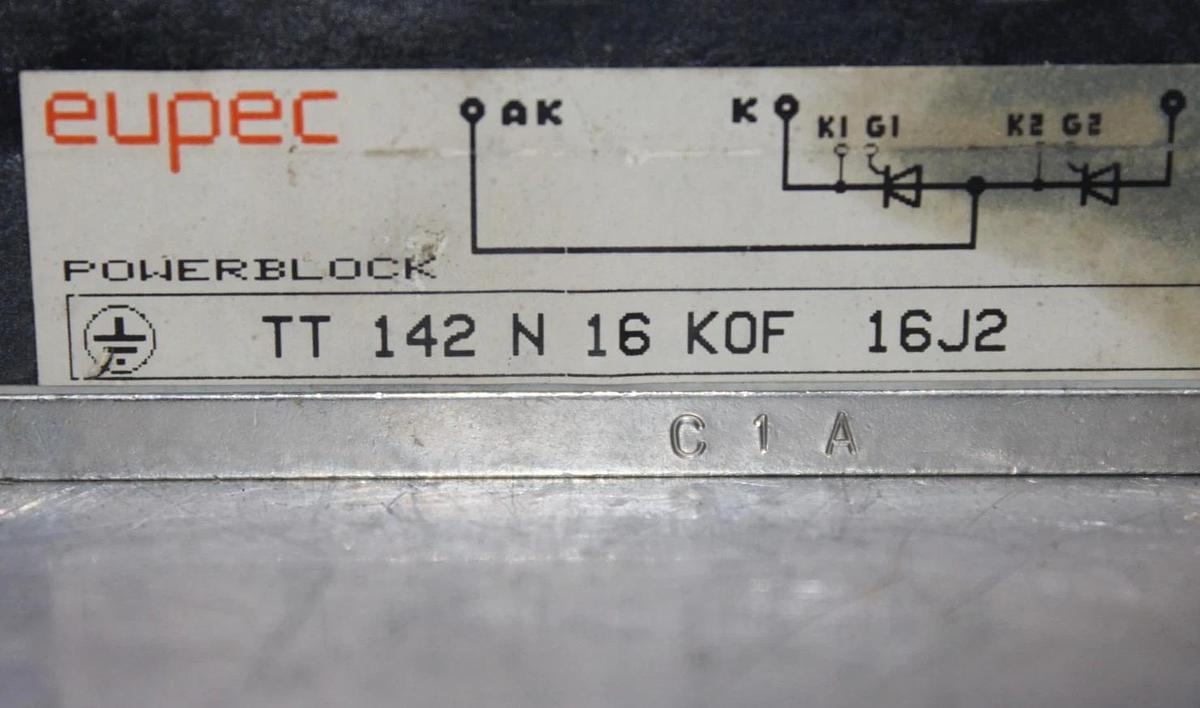 eupec
AK K K1 G1 K2 G2
POWERBLOCK
TT 142 N 16 KOF 16J2
C 1 A